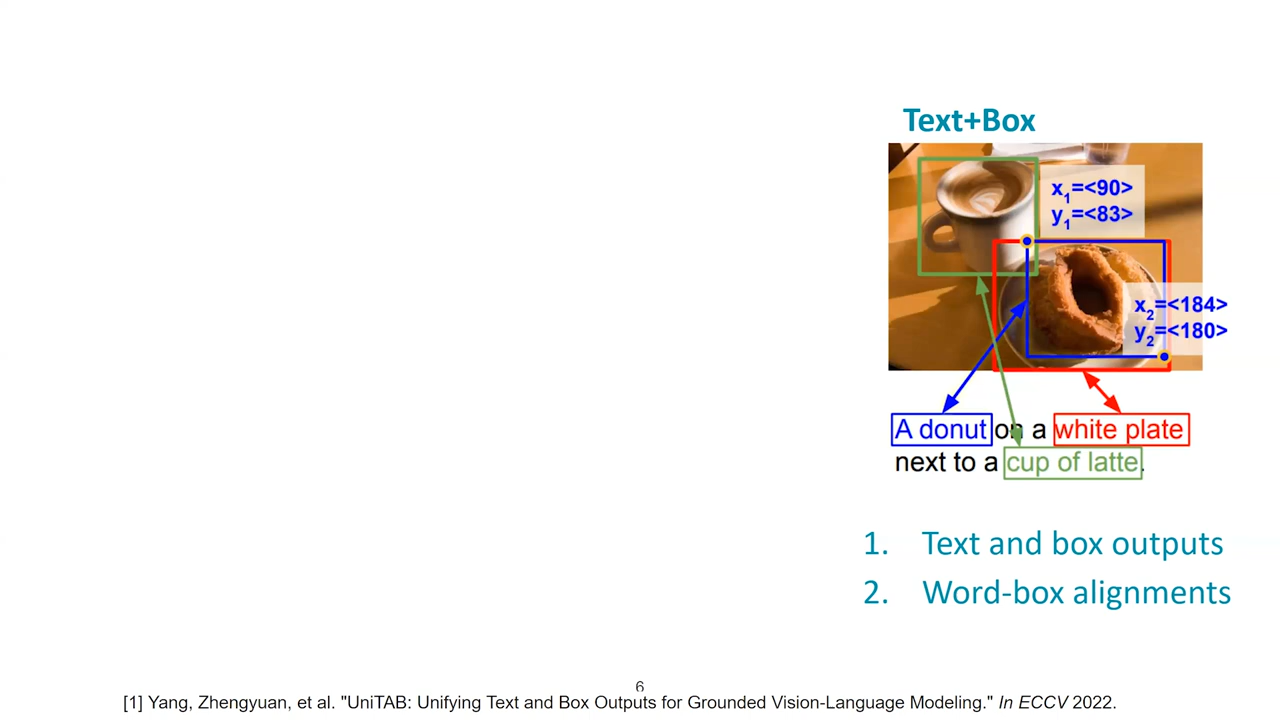 Text+Box
x1=<90>
y1=<83>
x2=<184>
y2=<180>
A donut on a white plate
next to a cup of latte.
1. Text and box outputs
2. Word-box alignments
6
[1] Yang, Zhengyuan, et al. "UniTAB: Unifying Text and Box Outputs for Grounded Vision-Language Modeling." In ECCV 2022.